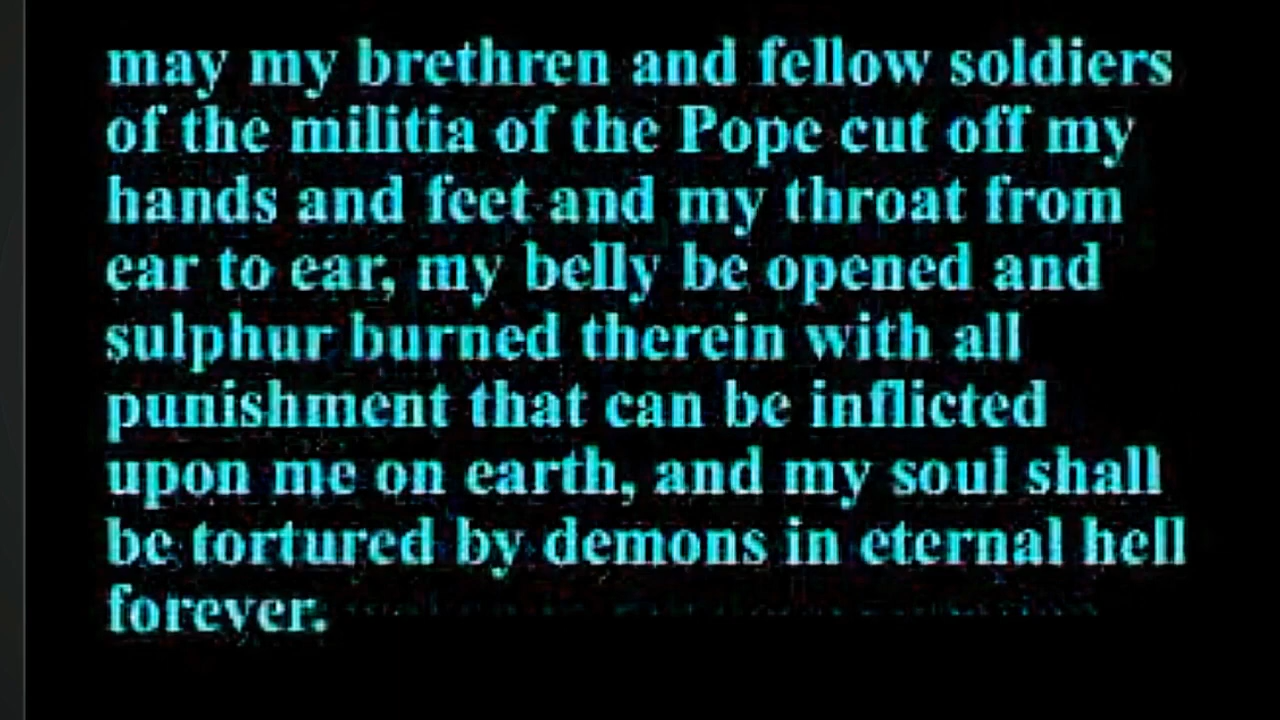 may my brethren and fellow soldiers
of the militia of the Pope cut off my
hands and feet and my throat from
ear to ear, my belly be opened and
sulphur burned therein with all
punishment that can be inflicted
upon me on earth, and my soul shall
be tortured by demons in eternal hell
forever.